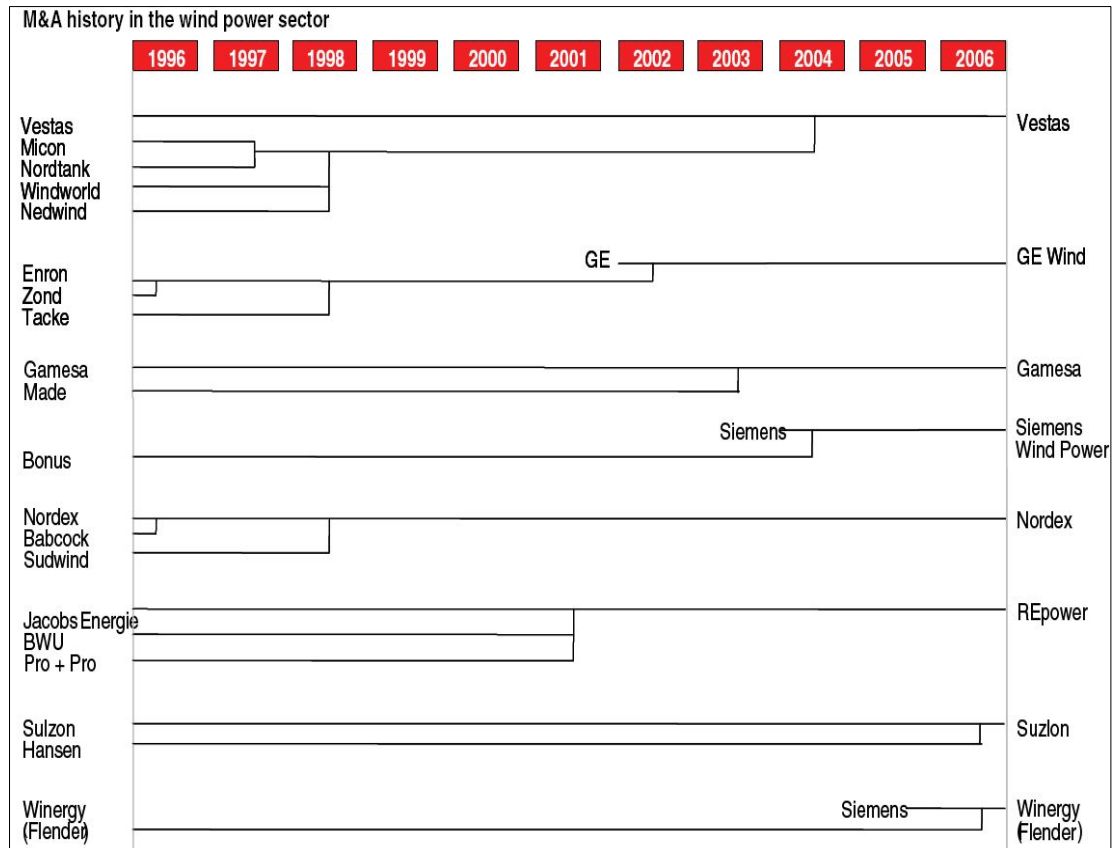 M&A history in the wind power sector
1996 1997 1998 1999 2000 2001 2002 2003 2004 2005 2006
Vestas
Micon
Nordtank
Windworld
Nedwind
Vestas
Enron
Zond
Tacke
GE
GE Wind
Gamesa
Made
Gamesa
Bonus
Siemens
Siemens
Wind Power
Nordex
Babcock
Sudwind
Nordex
Jacobs Energie
BWU
Pro + Pro
REpower
Sulzon
Hansen
Suzlon
Winergy
(Flender)
Siemens
Winergy
(Flender)